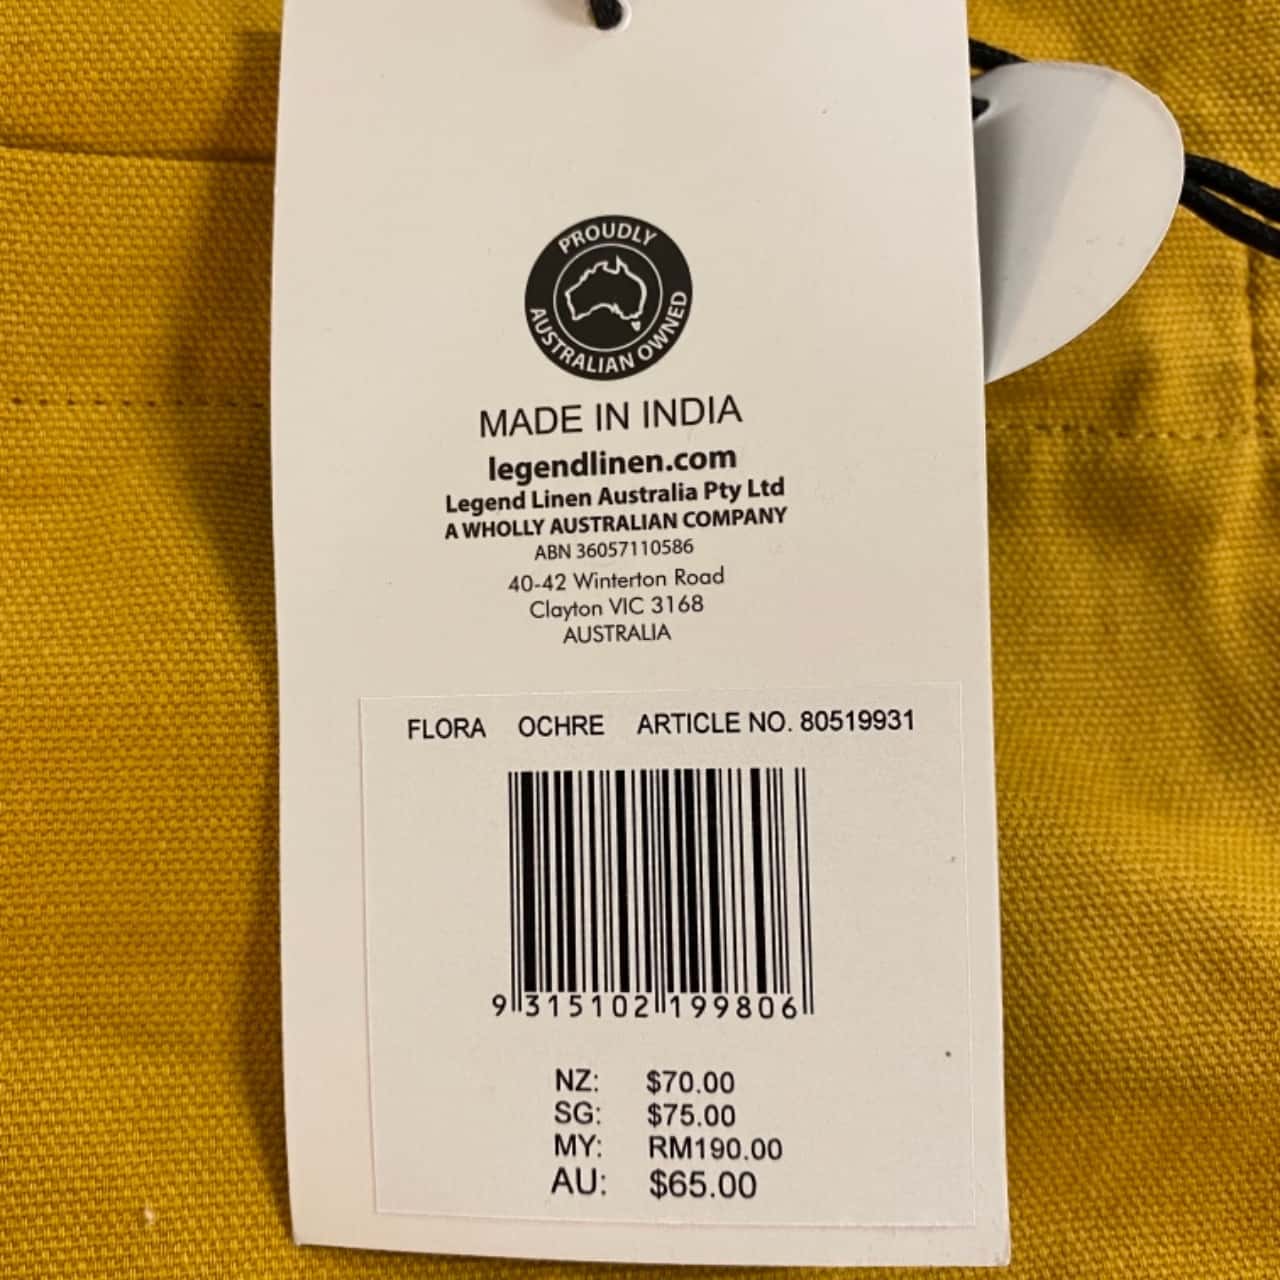 PROUDLY
AUSTRALIAN OWNED
MADE IN INDIA
legendlinen.com
Legend Linen Australia Pty Ltd
A WHOLLY AUSTRALIAN COMPANY
ABN 36057110586
40-42 Winterton Road
Clayton VIC 3168
AUSTRALIA
FLORA OCHRE ARTICLE NO. 80519931
9 315102 199806
NZ: $70.00
SG: $75.00
MY: RM190.00
AU: $65.00